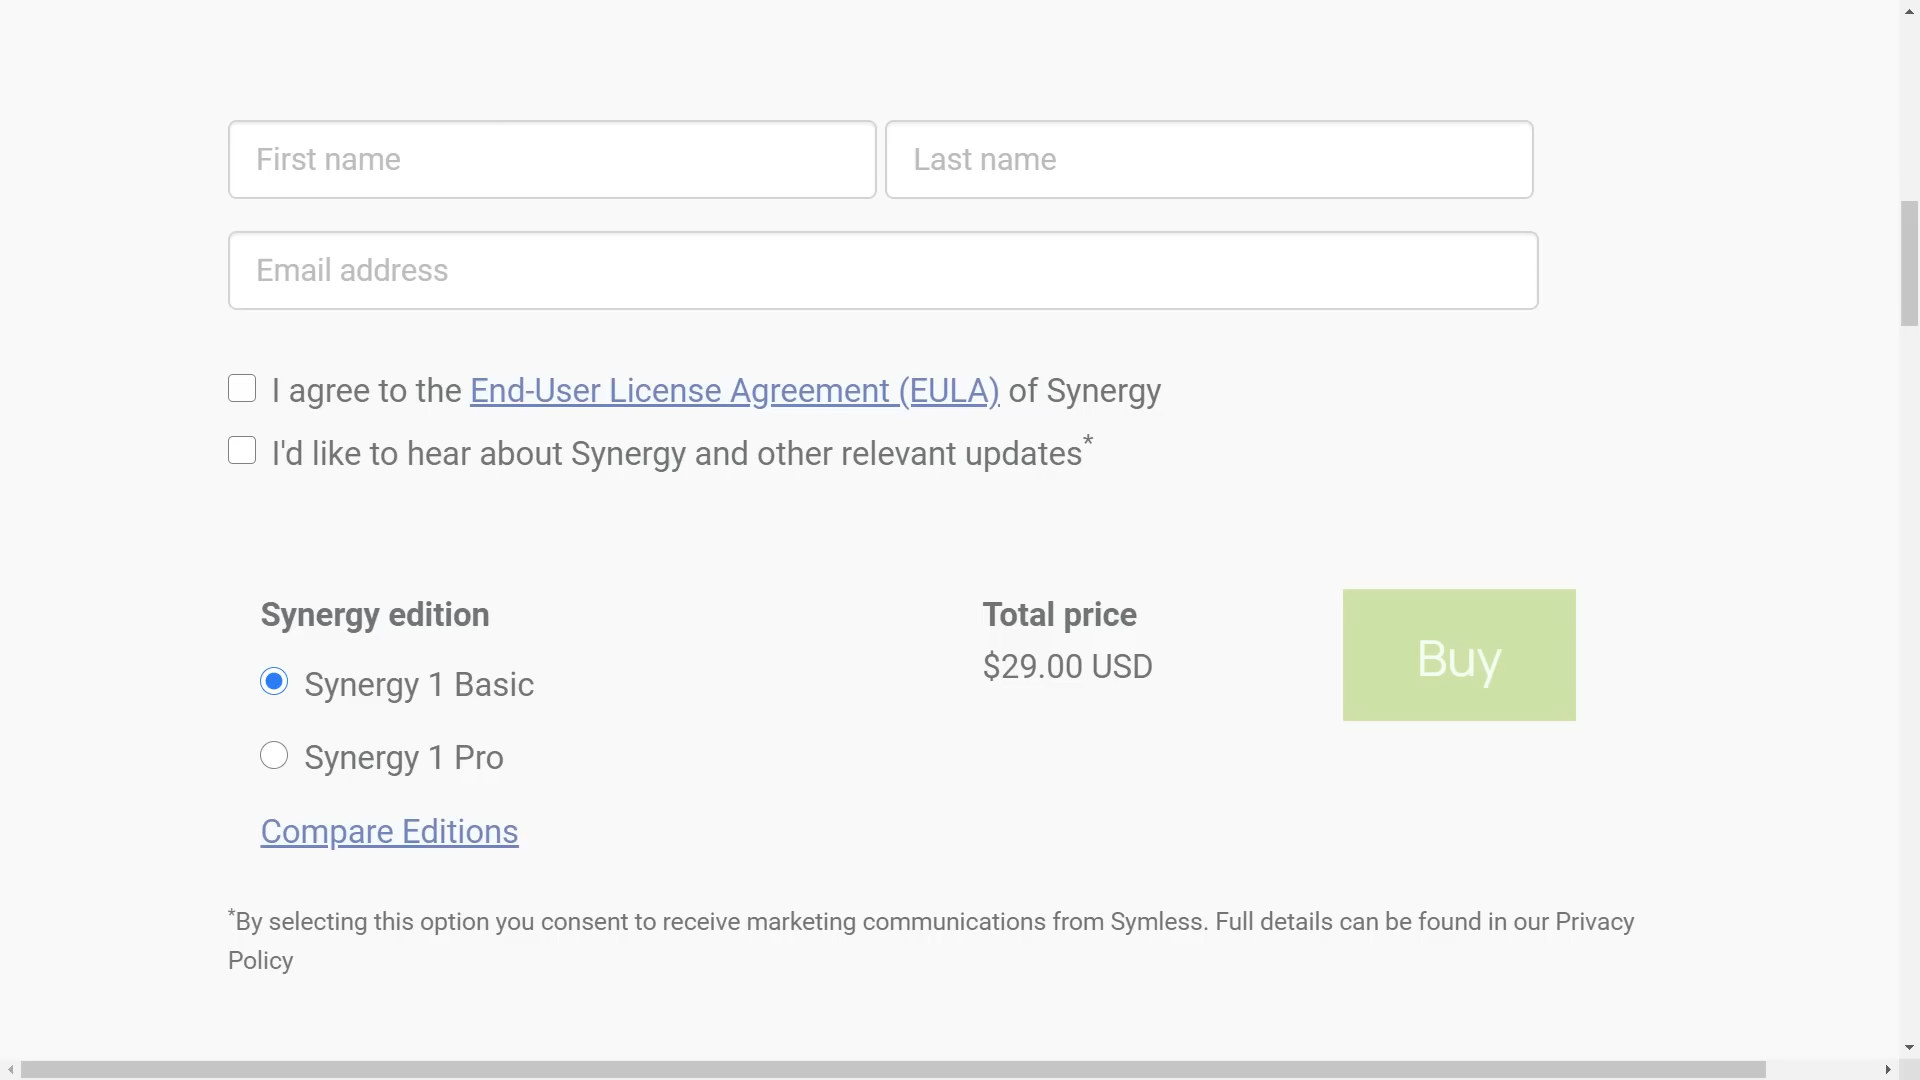 First name
Last name
Email address
I agree to the End-User License Agreement (EULA) of Synergy
I'd like to hear about Synergy and other relevant updates*
Synergy edition
Synergy 1 Basic
Synergy 1 Pro
Compare Editions
Total price
$29.00 USD
Buy
*By selecting this option you consent to receive marketing communications from Symless. Full details can be found in our Privacy
Policy